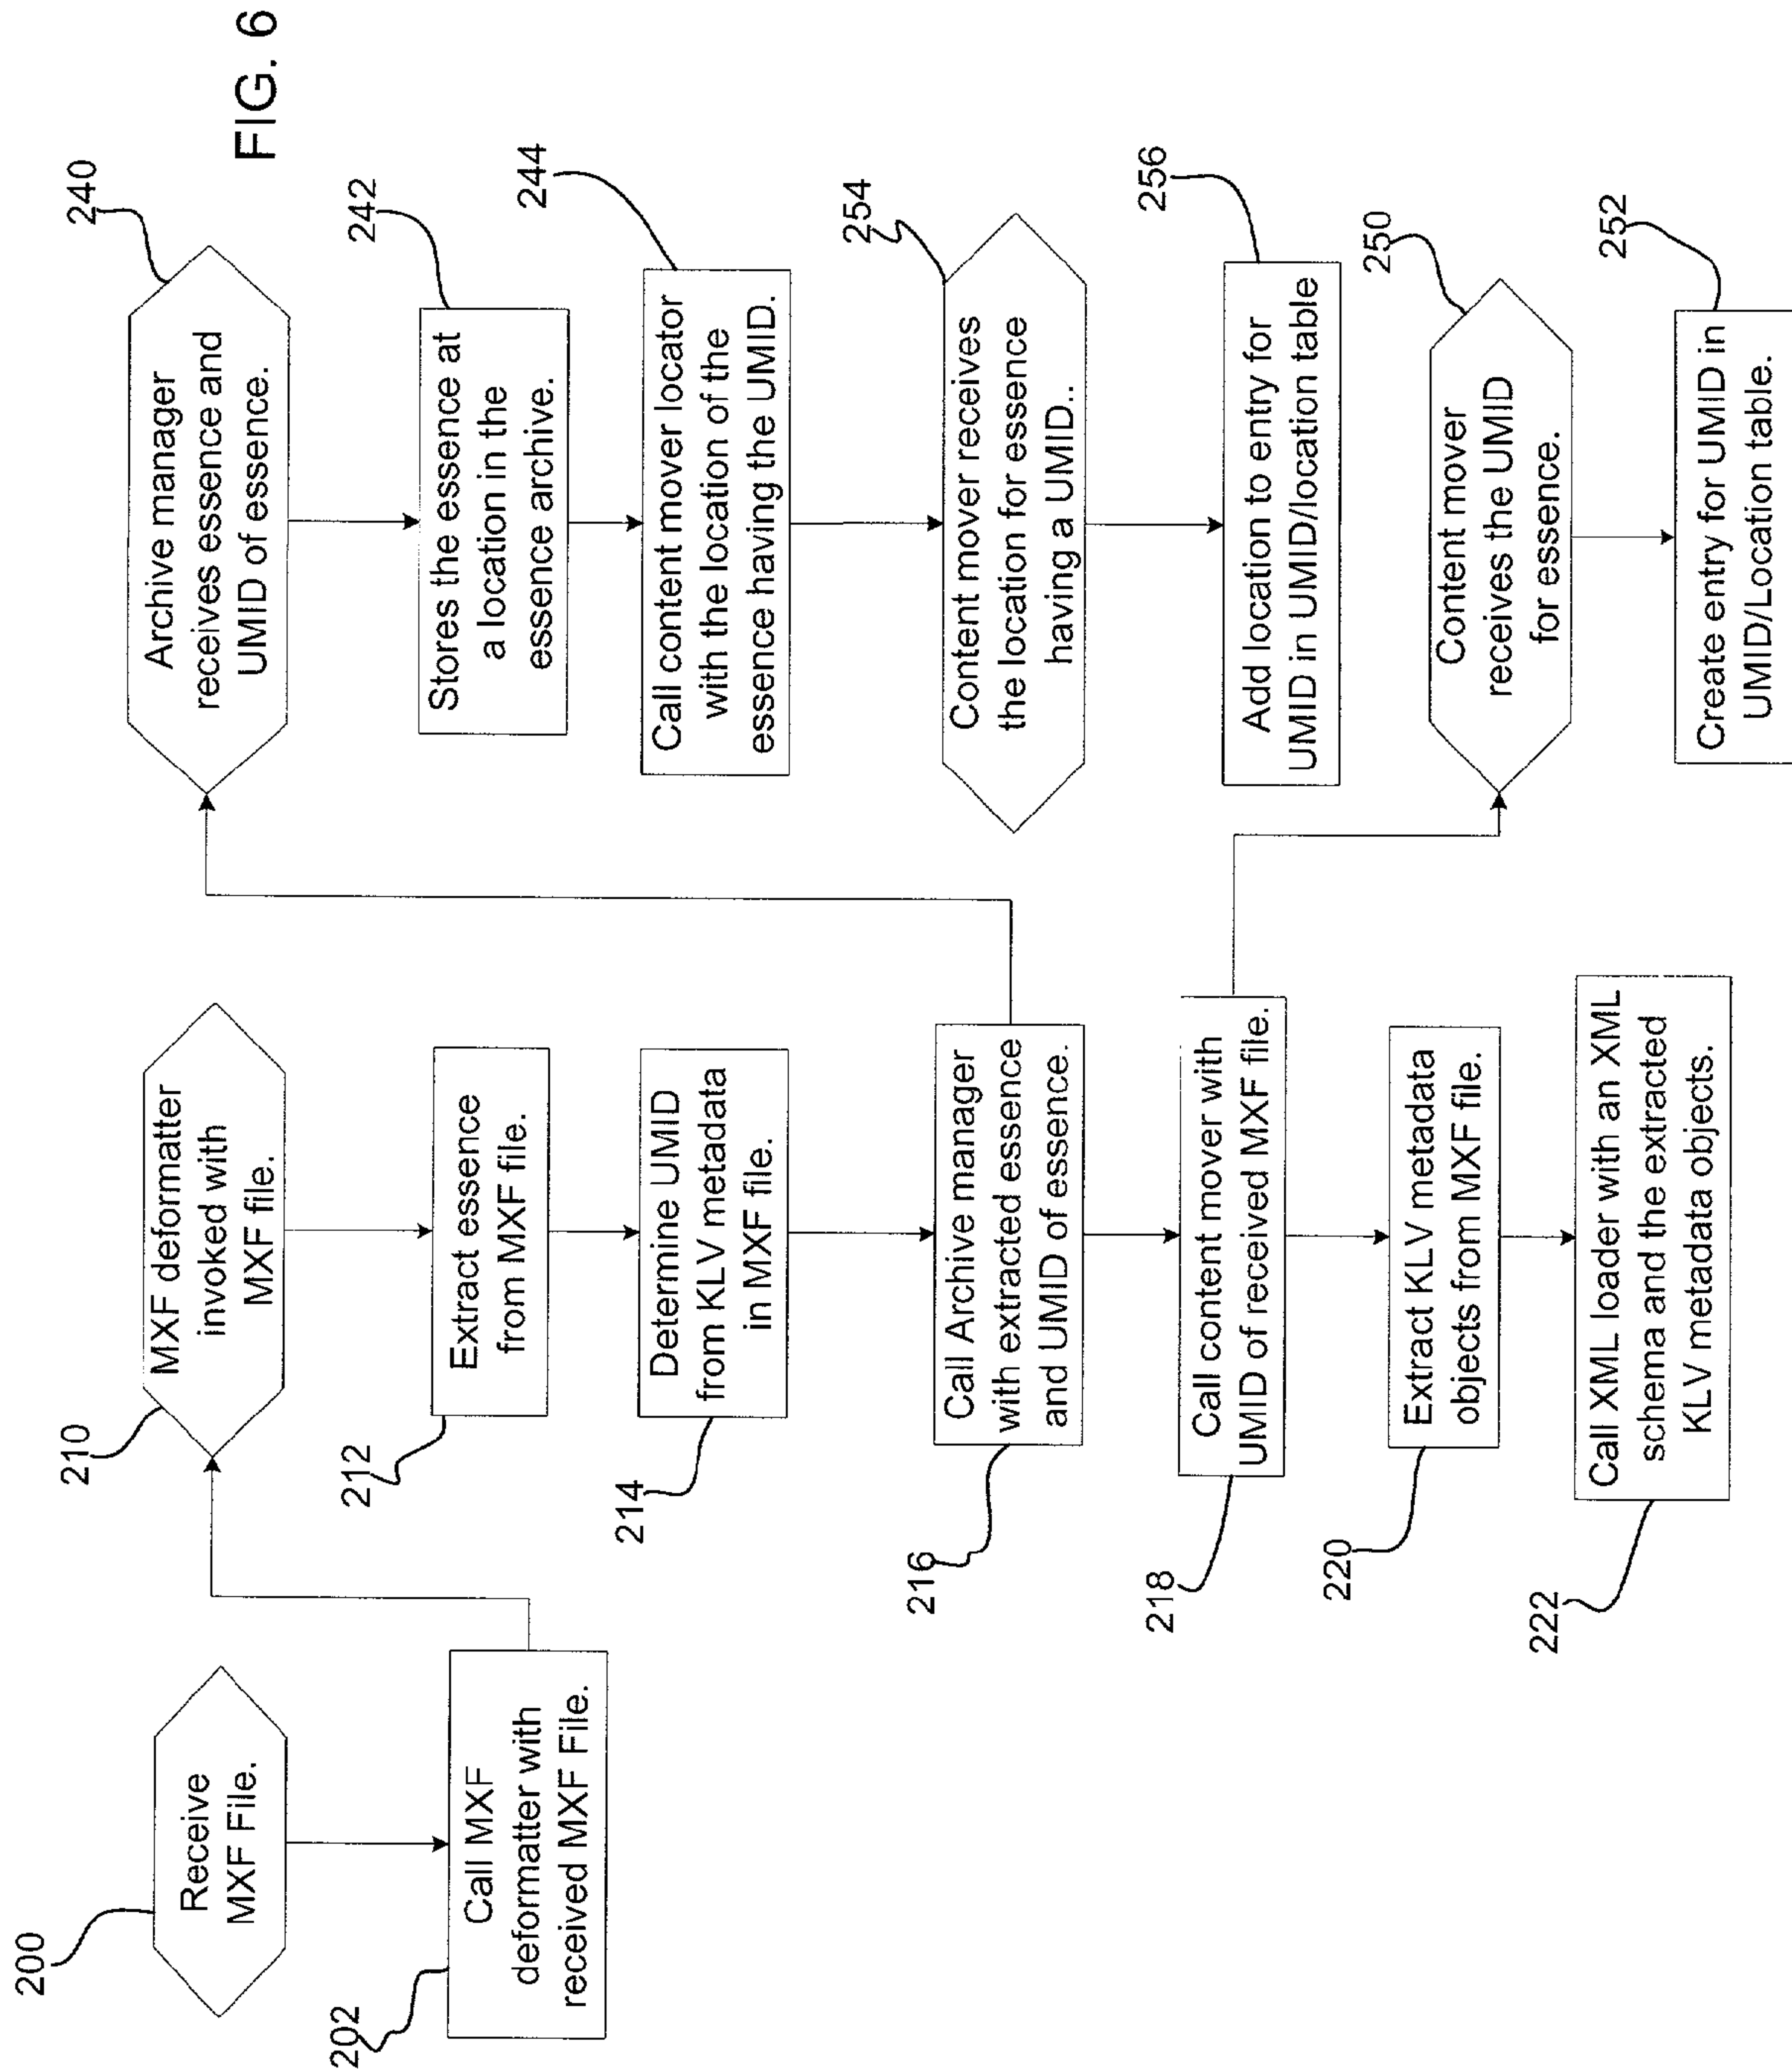 FIG. 6
200
Receive
MXF File.
202
Call MXF
deformatter with
received MXF File.
210
MXF deformatter
invoked with
MXF file.
212
Extract essence
from MXF file.
214
Determine UMID
from KLV metadata
in MXF file.
216
Call Archive manager
with extracted essence
and UMID of essence.
218
Call content mover with
UMID of received MXF file.
220
Extract KLV metadata
objects from MXF file.
222
Call XML loader with an XML
schema and the extracted
KLV metadata objects.
240
Archive manager
receives essence and
UMID of essence.
242
Stores the essence at
a location in the
essence archive.
244
Call content mover locator
with the location of the
essence having the UMID.
254
Content mover receives
the location for essence
having a UMID..
256
Add location to entry for
UMID in UMID/location table
250
Content mover
receives the UMID
for essence.
252
Create entry for UMID in
UMID/Location table.